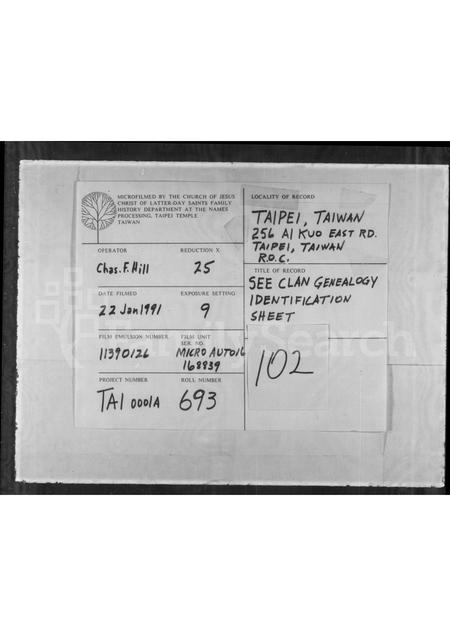 MICROFILMED BY THE CHURCH OF JESUS
CHRIST OF LATTER-DAY SAINTS FAMILY
HISTORY DEPARTMENT AT THE NAMES
PROCESSING, TAIPEI TEMPLE
TAIWAN
OPERATOR
REDUCTION X
Chas. F. Hill
25
DATE FILMED
EXPOSURE SETTING
22 Jan 1991
9
FILM EMULSION NUMBER
FILM UNIT
SER. NO.
11390126
MICRO AUTO16
168839
PROJECT NUMBER
ROLL NUMBER
TAI 0001A
693
LOCALITY OF RECORD
TAIPEI, TAIWAN
256 AI KUO EAST RD.
TAIPEI, TAIWAN
R.O.C.
TITLE OF RECORD
SEE CLAN GENEALOGY
IDENTIFICATION
SHEET
102
FamilySearch